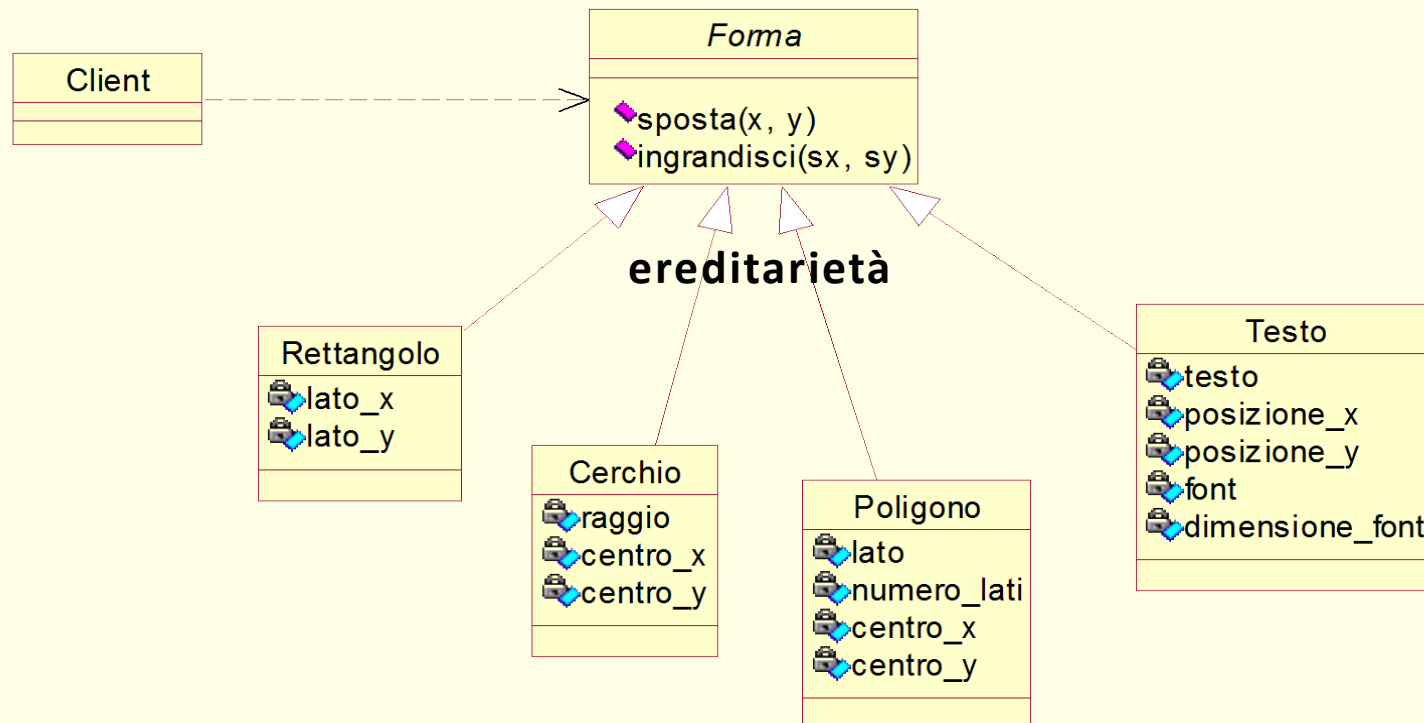 Client
Forma
sposta(x, y)
ingrandisci(sx, sy)
ereditarietà
Rettangolo
lato_x
lato_y
Cerchio
raggio
centro_x
centro_y
Poligono
lato
numero_lati
centro_x
centro_y
Testo
testo
posizione_x
posizione_y
font
dimensione_font